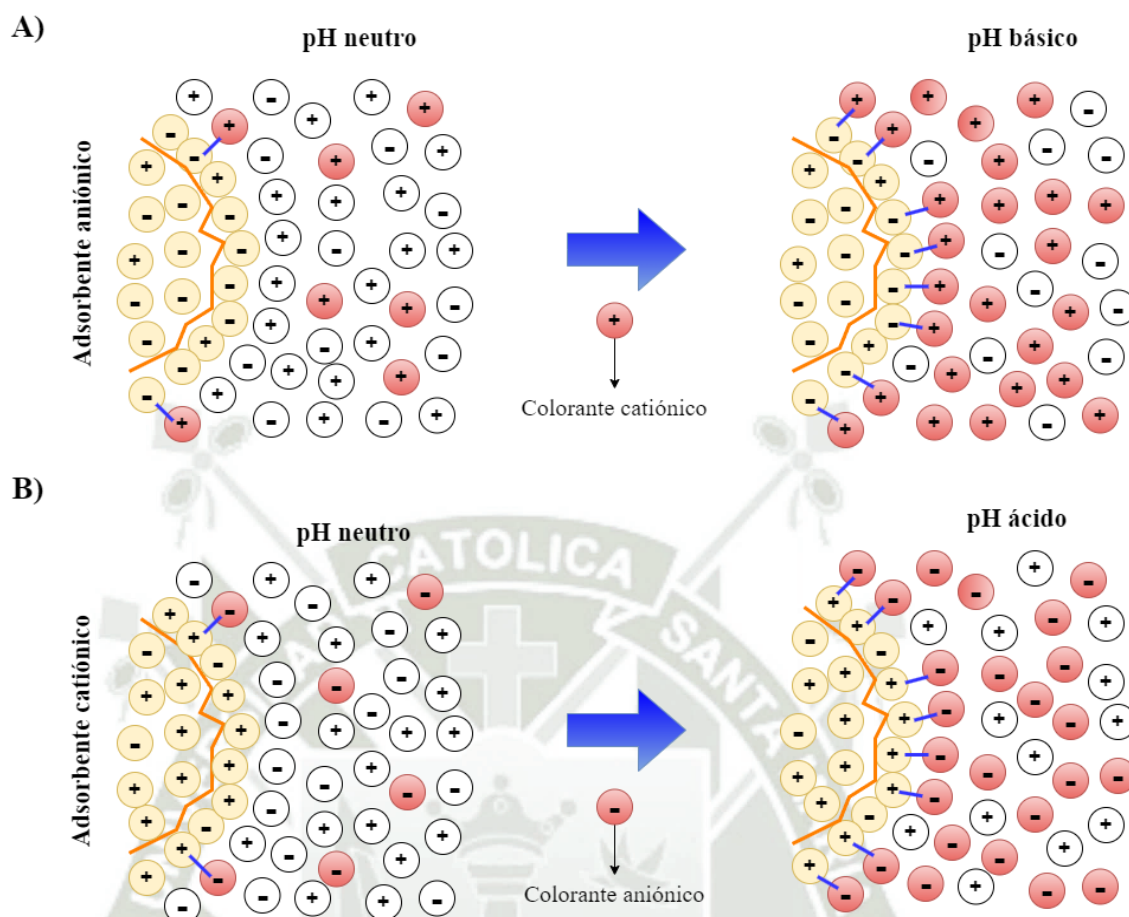 A)
pH neutro
pH básico
Adsorbente aniónico
Colorante catiónico
B)
pH neutro
pH ácido
CATOLICA
SANTA
Adsorbente catiónico
Colorante aniónico